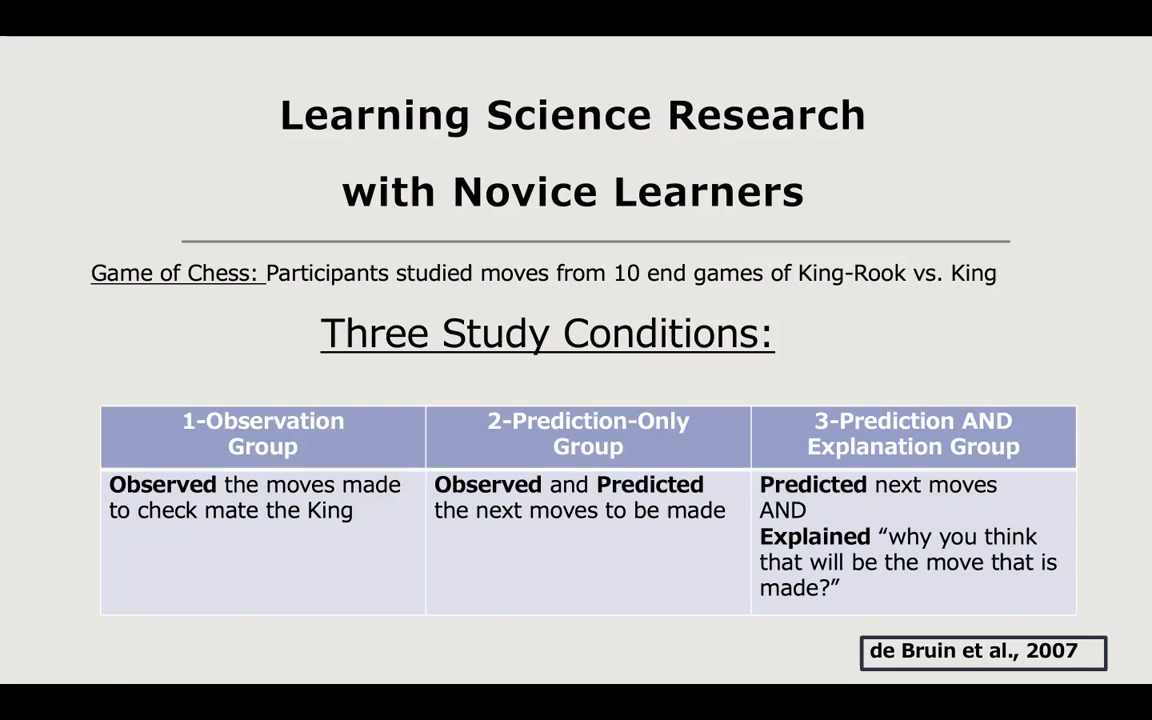 Learning Science Research
with Novice Learners
Game of Chess: Participants studied moves from 10 end games of King-Rook vs. King
Three Study Conditions:
1-Observation
Group
2-Prediction-Only
Group
3-Prediction AND
Explanation Group
Observed the moves made
to check mate the King
Observed and Predicted
the next moves to be made
Predicted next moves
AND
Explained “why you think
that will be the move that is
made?”
de Bruin et al., 2007